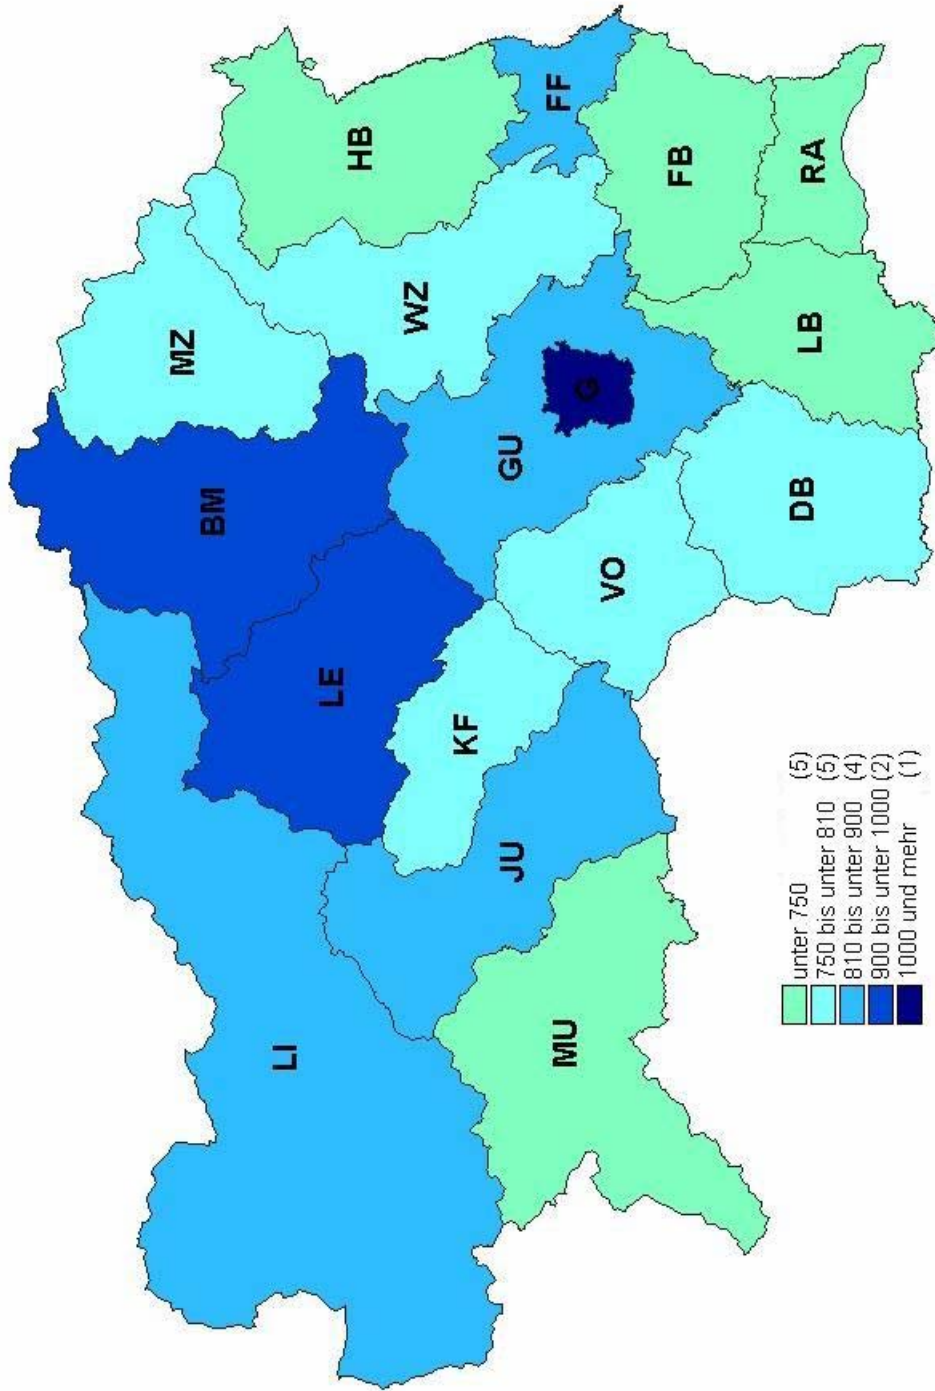 MZ
BM
LI
LE
HB
WZ
KF
JU
GU
FF
MU
G
VO
FB
DB
LB
RA
unter 750 (5)
750 bis unter 810 (5)
810 bis unter 900 (4)
900 bis unter 1000 (2)
1000 und mehr (1)